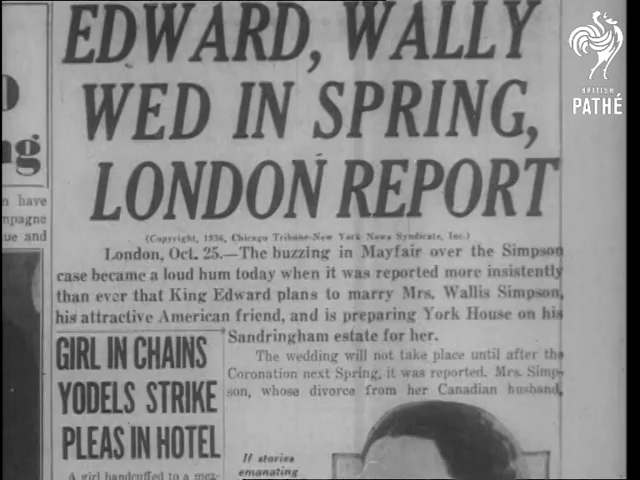 EDWARD, WALLY
WED IN SPRING,
LONDON REPORT
(Copyright, 1936, Chicago Tribune-New York News Syndicate, Inc.)
London, Oct. 25.—The buzzing in Mayfair over the Simpson
case became a loud hum today when it was reported more insistently
than ever that King Edward plans to marry Mrs. Wallis Simpson,
his attractive American friend, and is preparing York House on his
Sandringham estate for her.
The wedding will not take place until after the
Coronation next Spring, it was reported. Mrs. Simp-
son, whose divorce from her Canadian husband,
GIRL IN CHAINS
YODELS STRIKE
PLEAS IN HOTEL
A girl handcuffed to a mez-
If stories
emanating
have
mpagne
ue and
BRITISH
PATHÉ